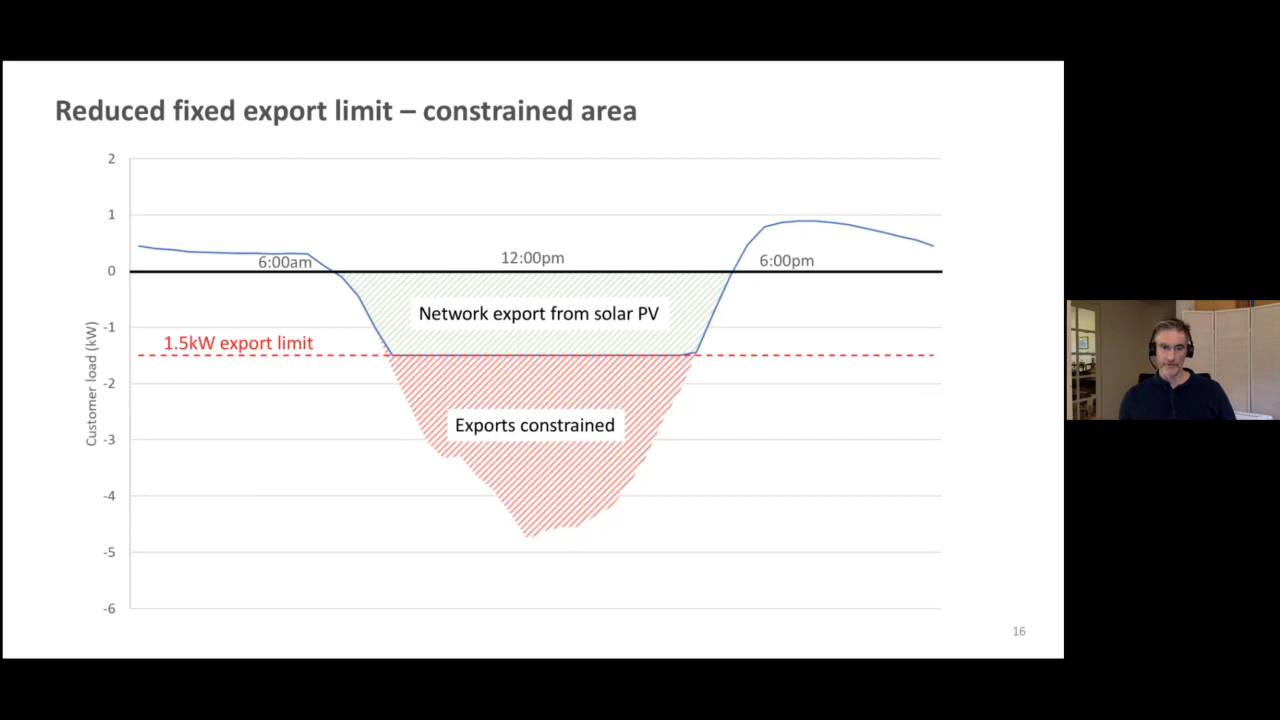 Reduced fixed export limit – constrained area
2
1
0
-1
-2
-3
-4
-5
-6
Customer load (kW)
6:00am
12:00pm
6:00pm
Network export from solar PV
1.5kW export limit
Exports constrained
16